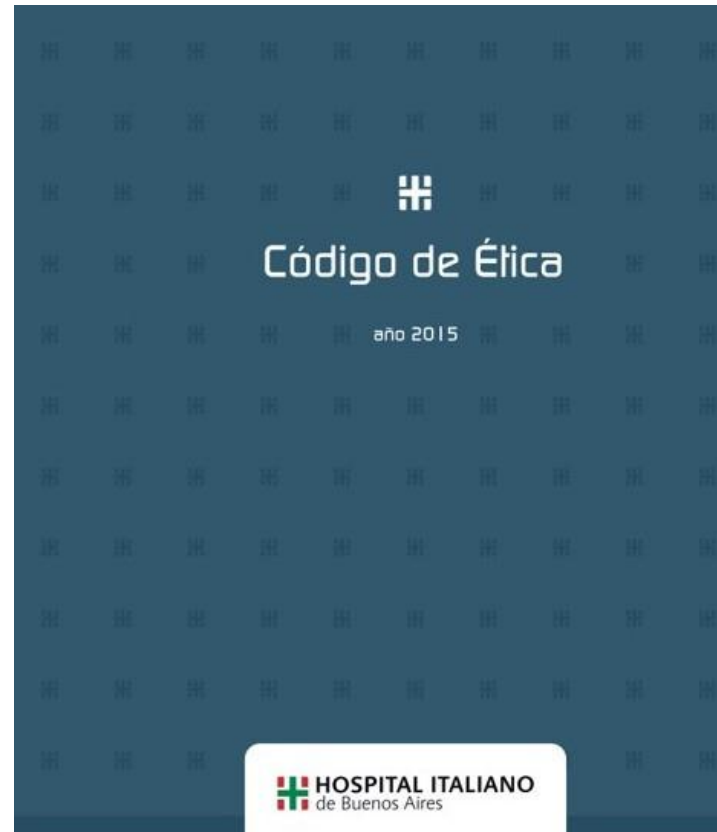 Código de Ética
año 2015
HOSPITAL ITALIANO
de Buenos Aires